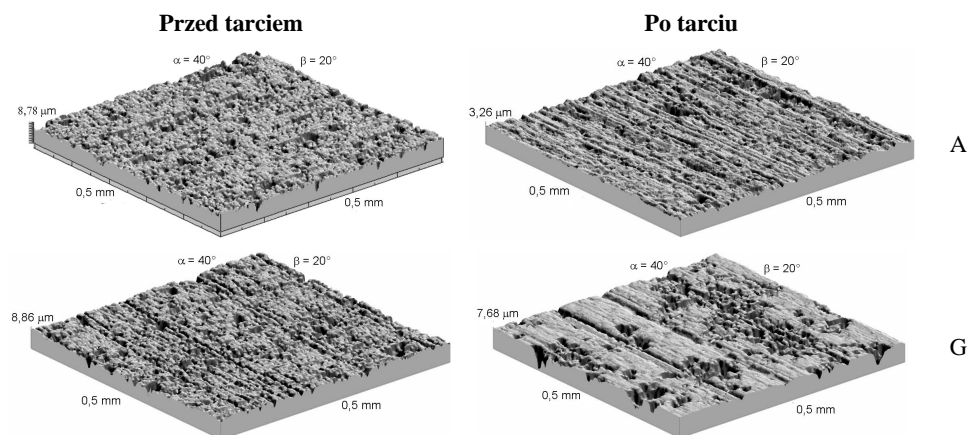 Przed tarciem
Po tarciu
α = 40°
β = 20°
8,78 μm
0,5 mm
0,5 mm
α = 40°
β = 20°
3,26 μm
0,5 mm
0,5 mm
A
α = 40°
β = 20°
8,86 μm
0,5 mm
0,5 mm
α = 40°
β = 20°
7,68 μm
0,5 mm
0,5 mm
G